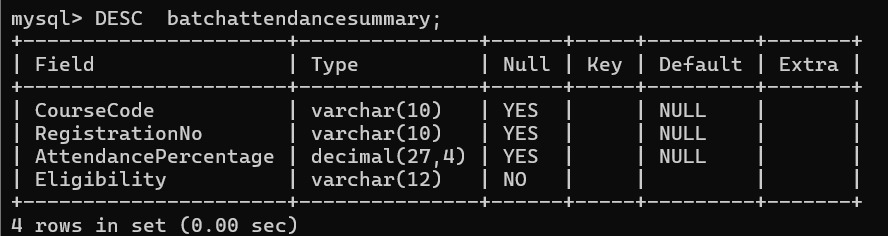 mysql> DESC  batchattendancesummary;
+----------------------+---------------+------+-----+---------+-------+
| Field                | Type          | Null | Key | Default | Extra |
+----------------------+---------------+------+-----+---------+-------+
| CourseCode           | varchar(10)   | YES  |     | NULL    |       |
| RegistrationNo       | varchar(10)   | YES  |     | NULL    |       |
| AttendancePercentage | decimal(27,4) | YES  |     | NULL    |       |
| Eligibility          | varchar(12)   | NO   |     |         |       |
+----------------------+---------------+------+-----+---------+-------+
4 rows in set (0.00 sec)